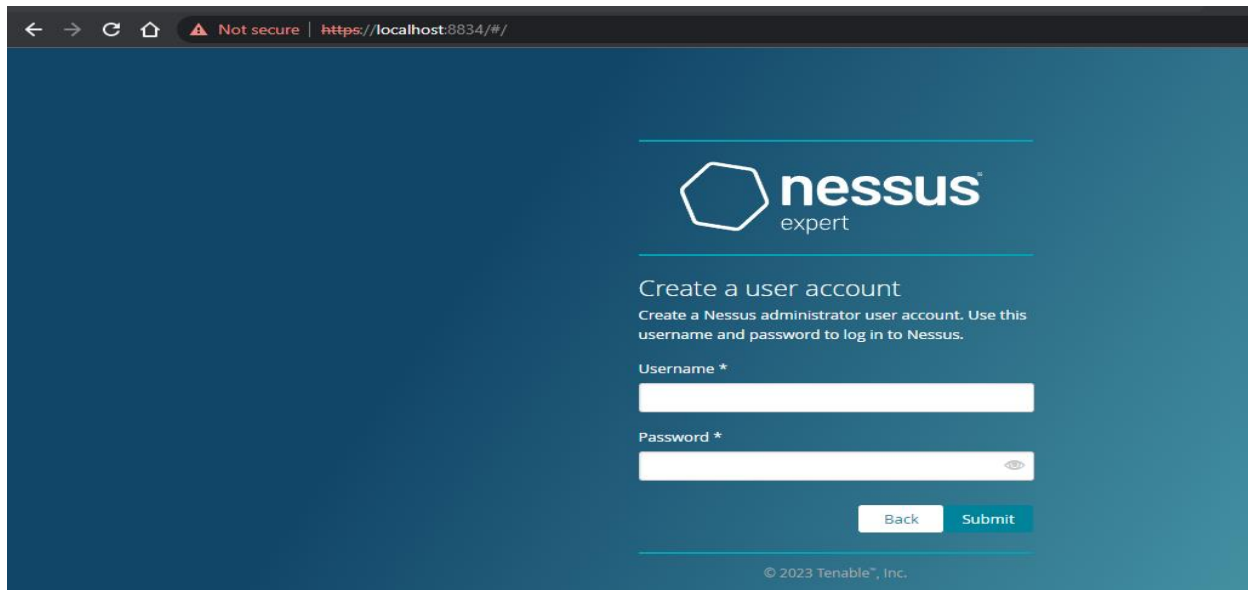 Not secure | https://localhost:8834/#/
nessus
expert
Create a user account
Create a Nessus administrator user account. Use this
username and password to log in to Nessus.
Username *
Password *
Back Submit
© 2023 Tenable™, Inc.